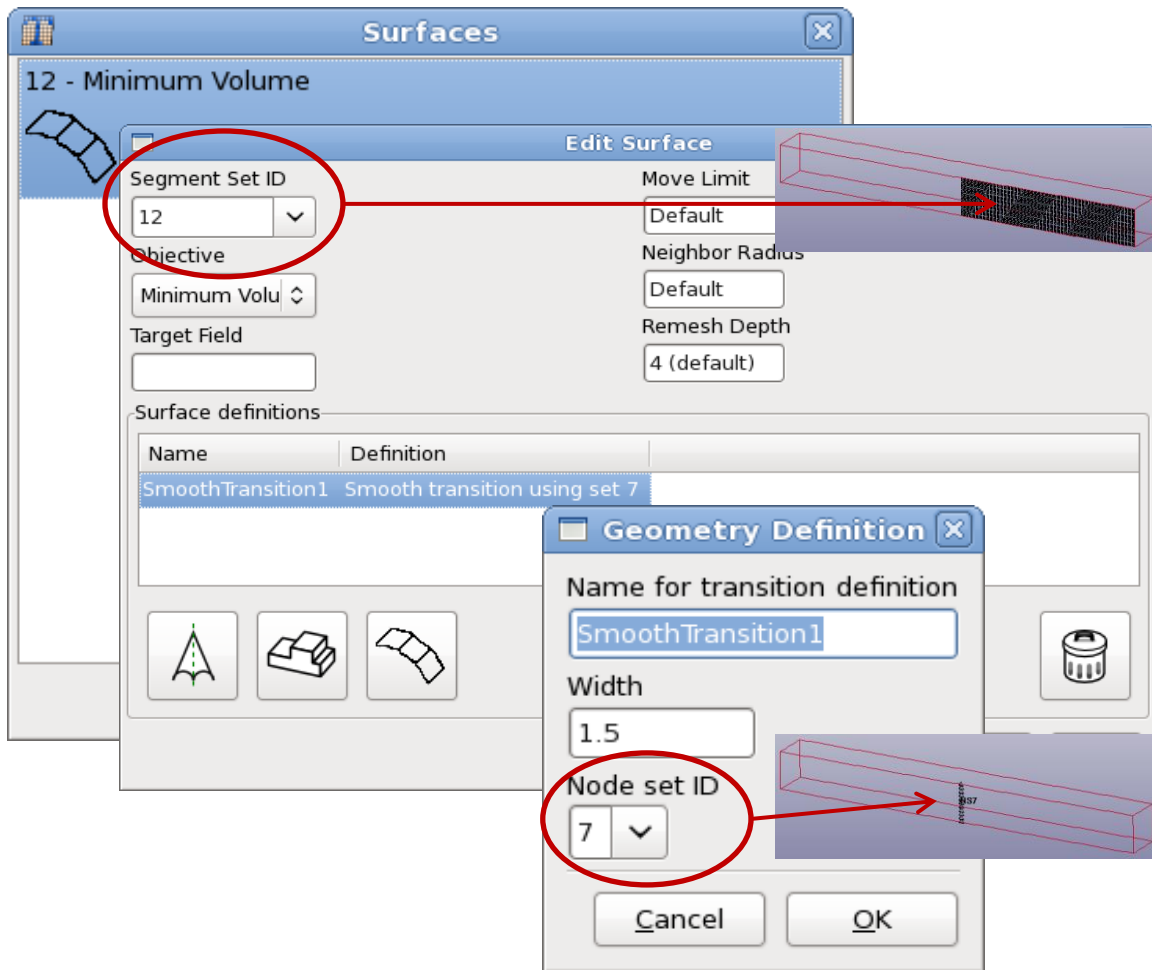 Surfaces
12 - Minimum Volume
Edit Surface
Segment Set ID
12
Objective
Minimum Volu
Target Field
Move Limit
Default
Neighbor Radius
Default
Remesh Depth
4 (default)
Surface definitions
Name Definition
SmoothTransition1 Smooth transition using set 7
Geometry Definition
Name for transition definition
SmoothTransition1
Width
1.5
Node set ID
7
Cancel OK